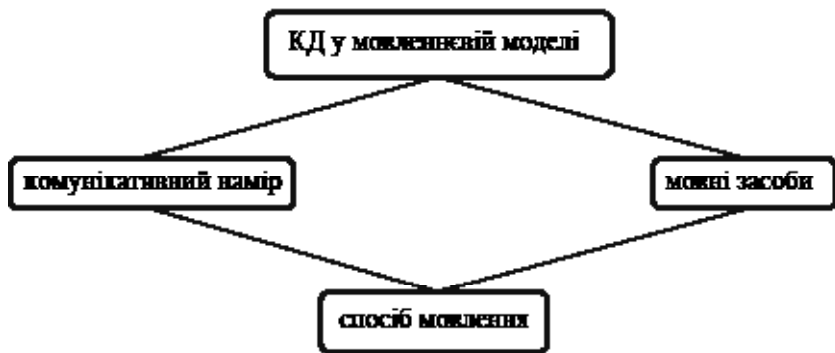 КД у мовленнєвій моделі
комунікативний намір
мовні засоби
спосіб мовлення